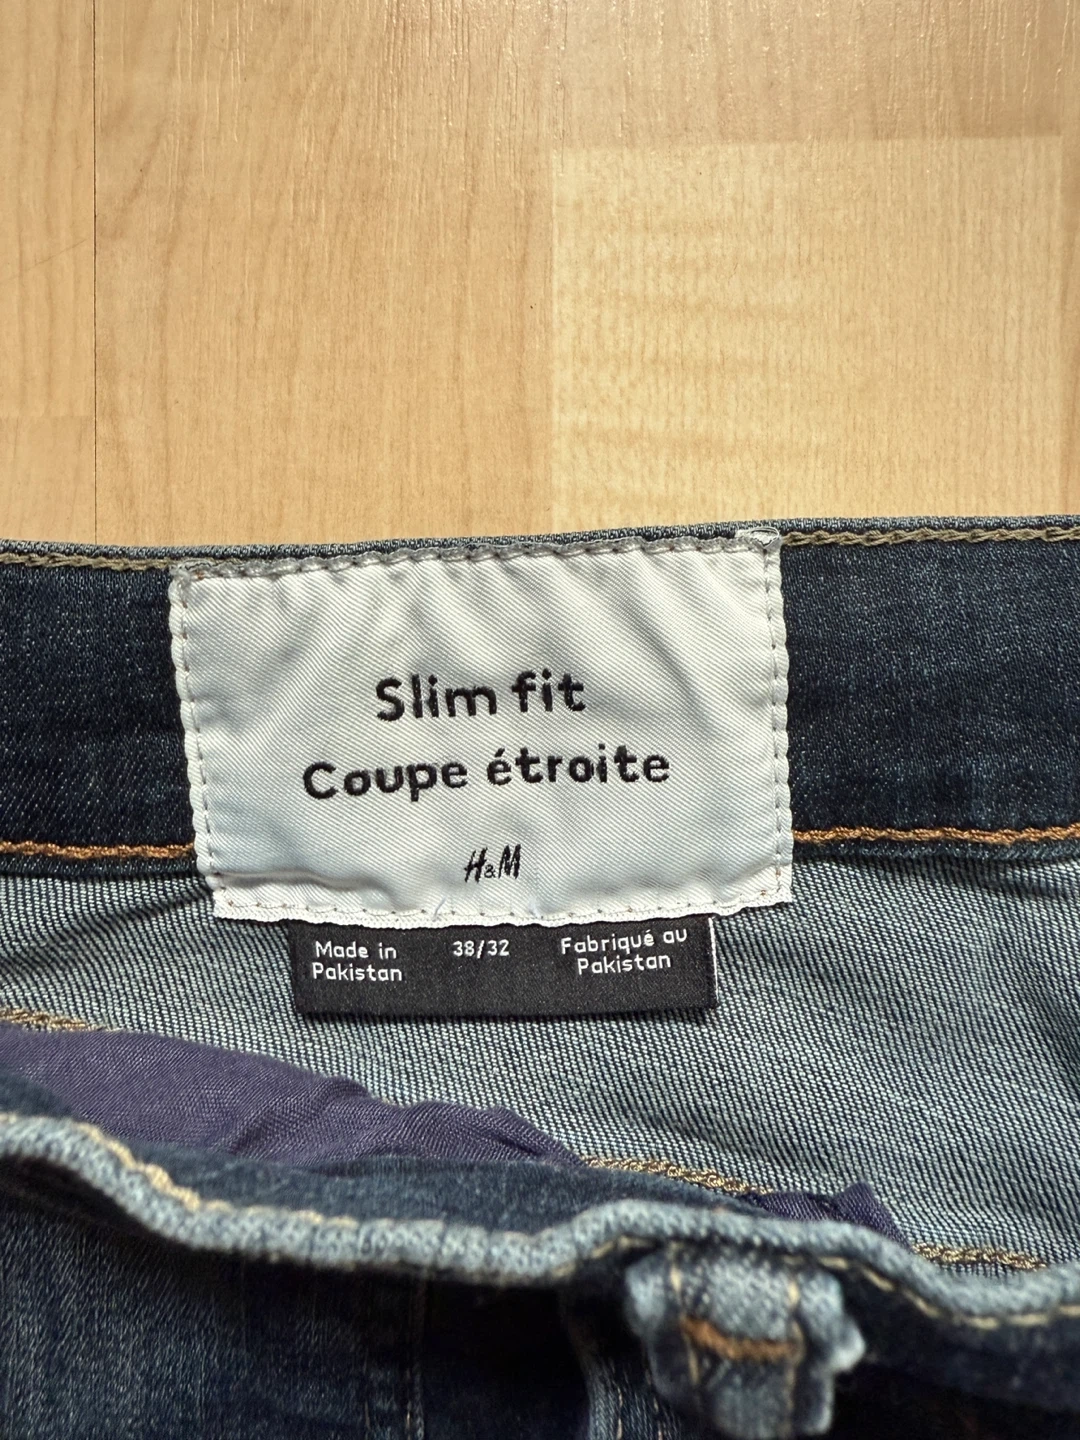 Slim fit
Coupe étroite
H&M
Made in
Pakistan
38/32
Fabriqué au
Pakistan